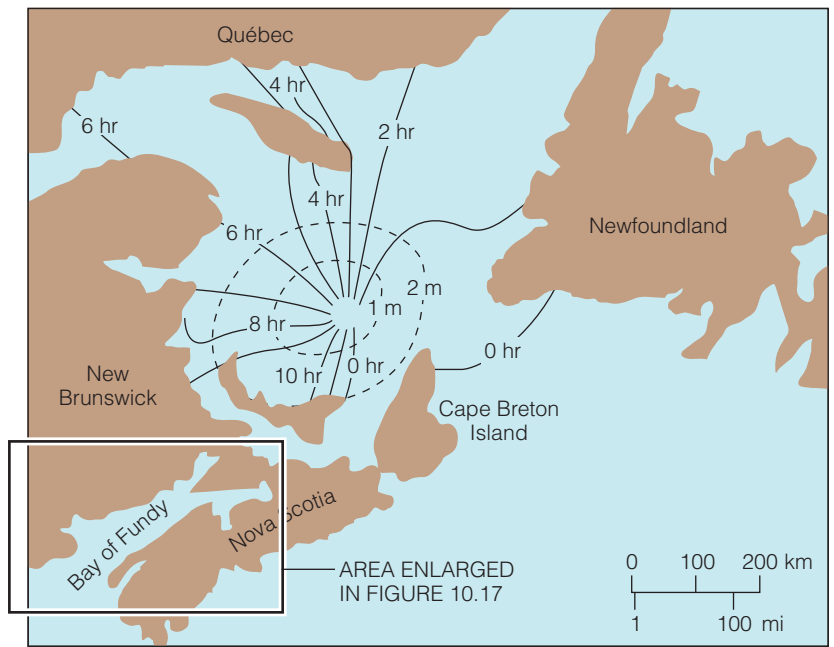 Québec
4 hr
6 hr
2 hr
4 hr
6 hr
Newfoundland
2 m
1 m
8 hr
0 hr
0 hr
10 hr
New
Brunswick
Cape Breton
Island
Bay of Fundy
Nova Scotia
AREA ENLARGED
IN FIGURE 10.17
0 100 200 km
1 100 mi